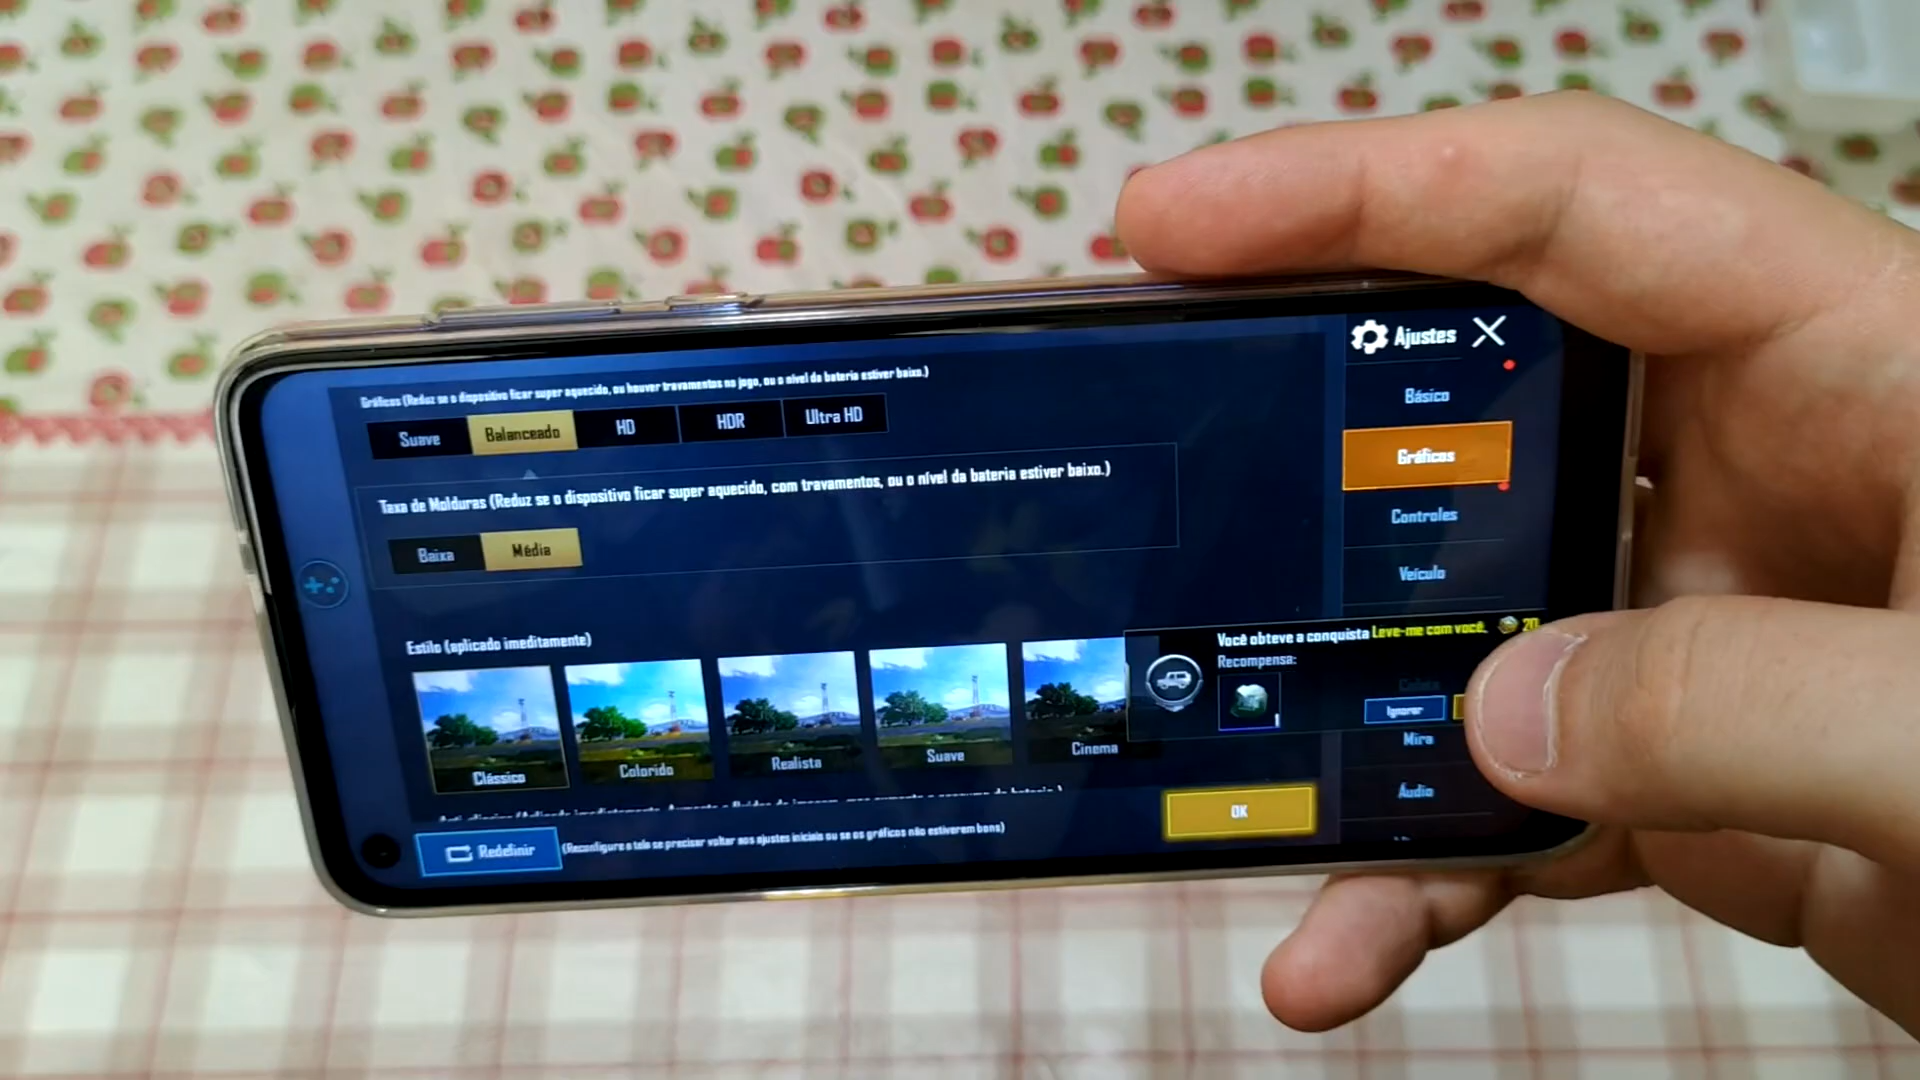 Gráficos (Reduz se o dispositivo ficar super aquecido, ou houver travamentos no jogo, ou o nível da bateria estiver baixo.)
Suave
Balanceado
HD
HDR
Ultra HD
Taxa de Molduras (Reduz se o dispositivo ficar super aquecido, com travamentos, ou o nível da bateria estiver baixo.)
Baixa
Média
Estilo (aplicado imeditamente)
Clássico
Colorido
Realista
Suave
Cinema
Redefinir
(Reconfigure a tela se precisar voltar aos ajustes iniciais ou se os gráficos não estiverem bons)
OK
Ajustes
Básico
Gráficos
Controles
Veículo
Você obteve a conquista Leve-me com você. 20
Recompensa:
Ignorar
Mira
Áudio